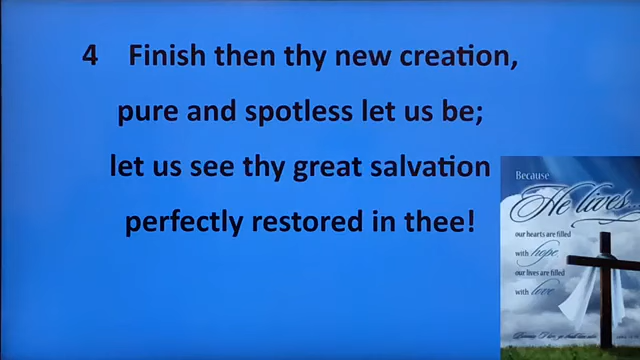 4 Finish then thy new creation,
pure and spotless let us be;
let us see thy great salvation
perfectly restored in thee!
Because
He lives...
our hearts are filled
with hope
our lives are filled
with love